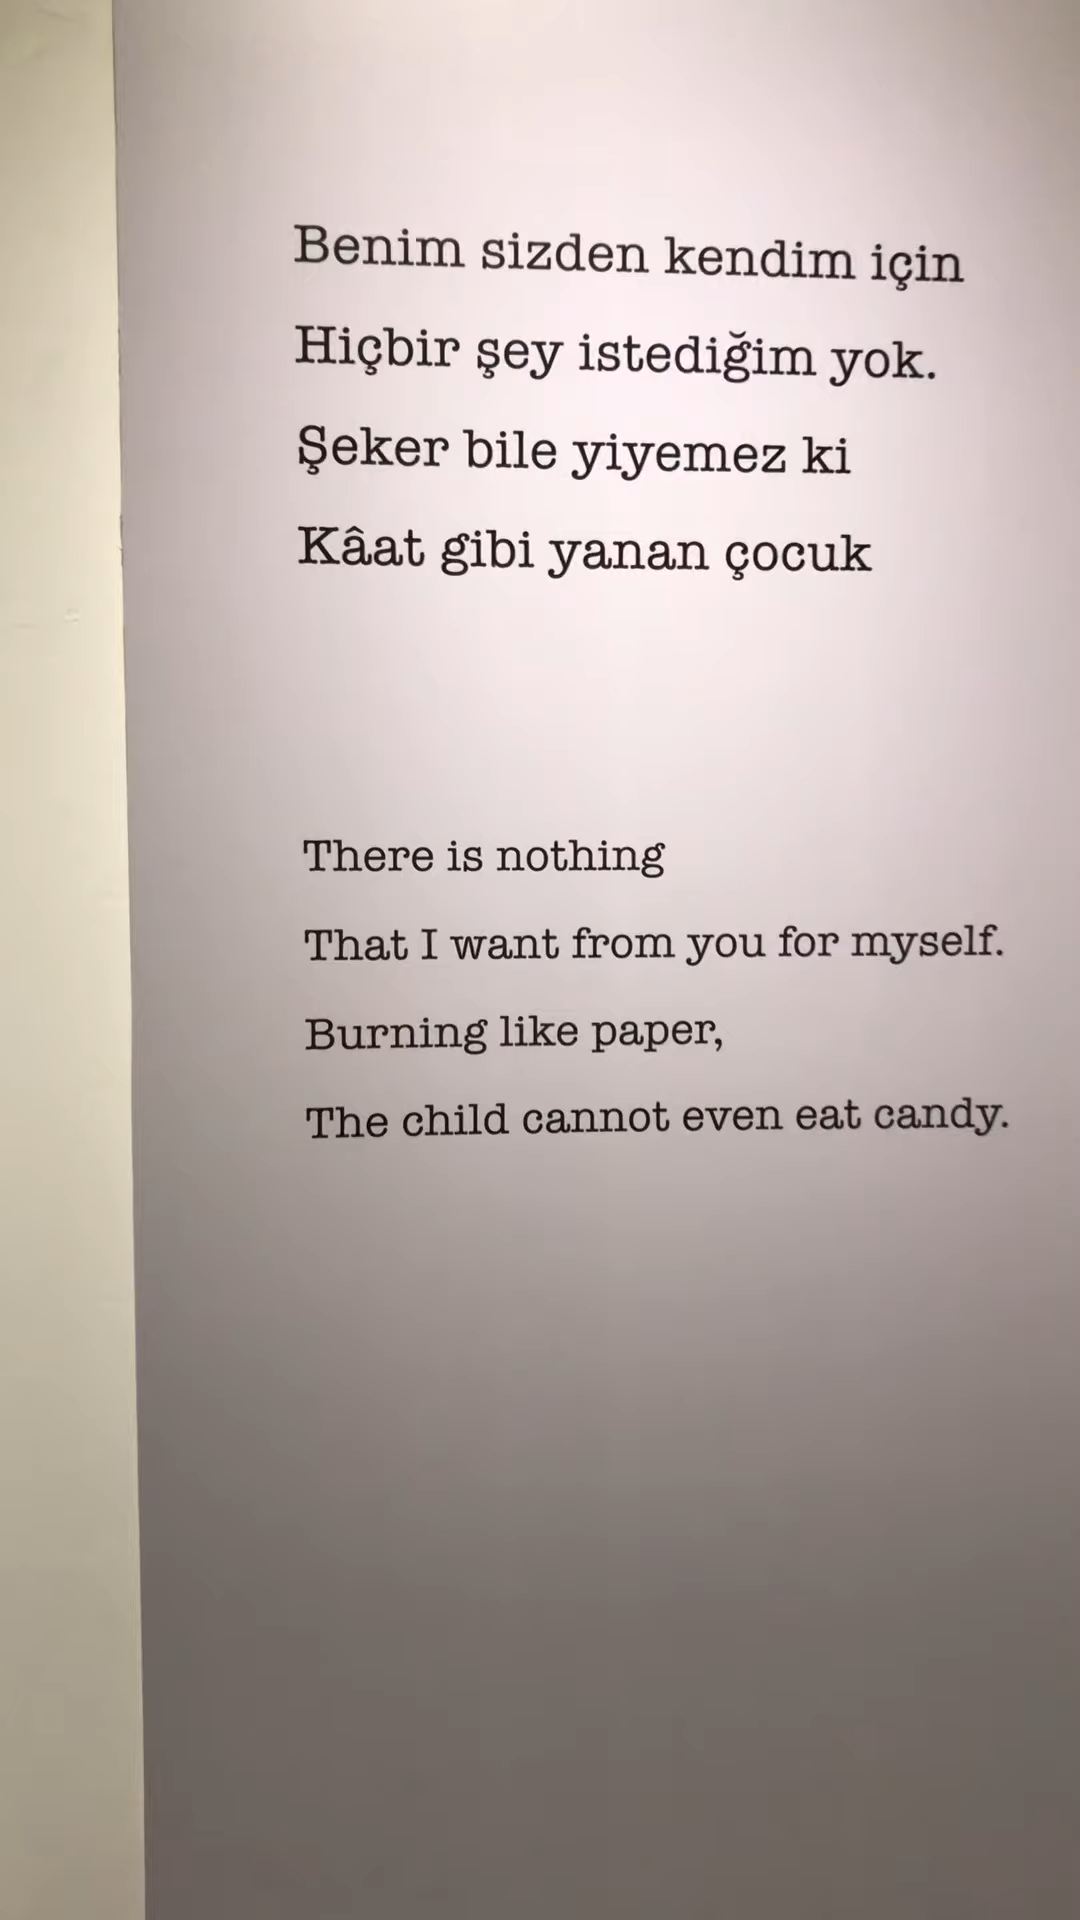 Benim sizden kendim için
Hiçbir şey istediğim yok.
Şeker bile yiyemez ki
Kâat gibi yanan çocuk
There is nothing
That I want from you for myself.
Burning like paper,
The child cannot even eat candy.